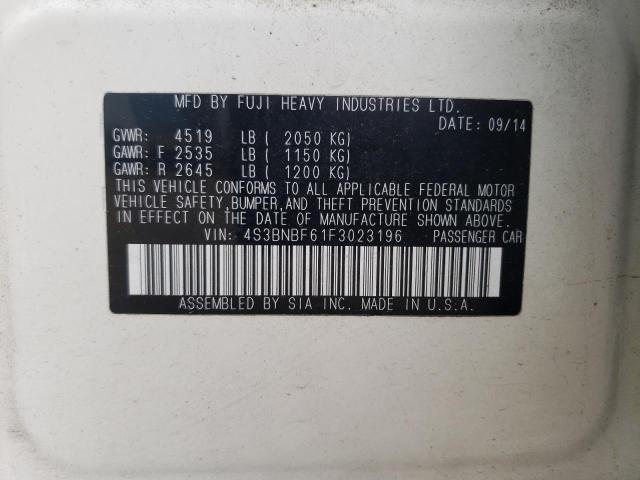 MFD BY FUJI HEAVY INDUSTRIES LTD.
DATE: 09/14
GVWR: 4519 LB ( 2050 KG)
GAWR: F 2535 LB ( 1150 KG)
GAWR: R 2645 LB ( 1200 KG)
THIS VEHICLE CONFORMS TO ALL APPLICABLE FEDERAL MOTOR
VEHICLE SAFETY, BUMPER, AND THEFT PREVENTION STANDARDS
IN EFFECT ON THE DATE OF MANUFACTURE SHOWN ABOVE.
VIN: 4S3BNBF61F3023196 PASSENGER CAR
ASSEMBLED BY SIA INC. MADE IN U.S.A.